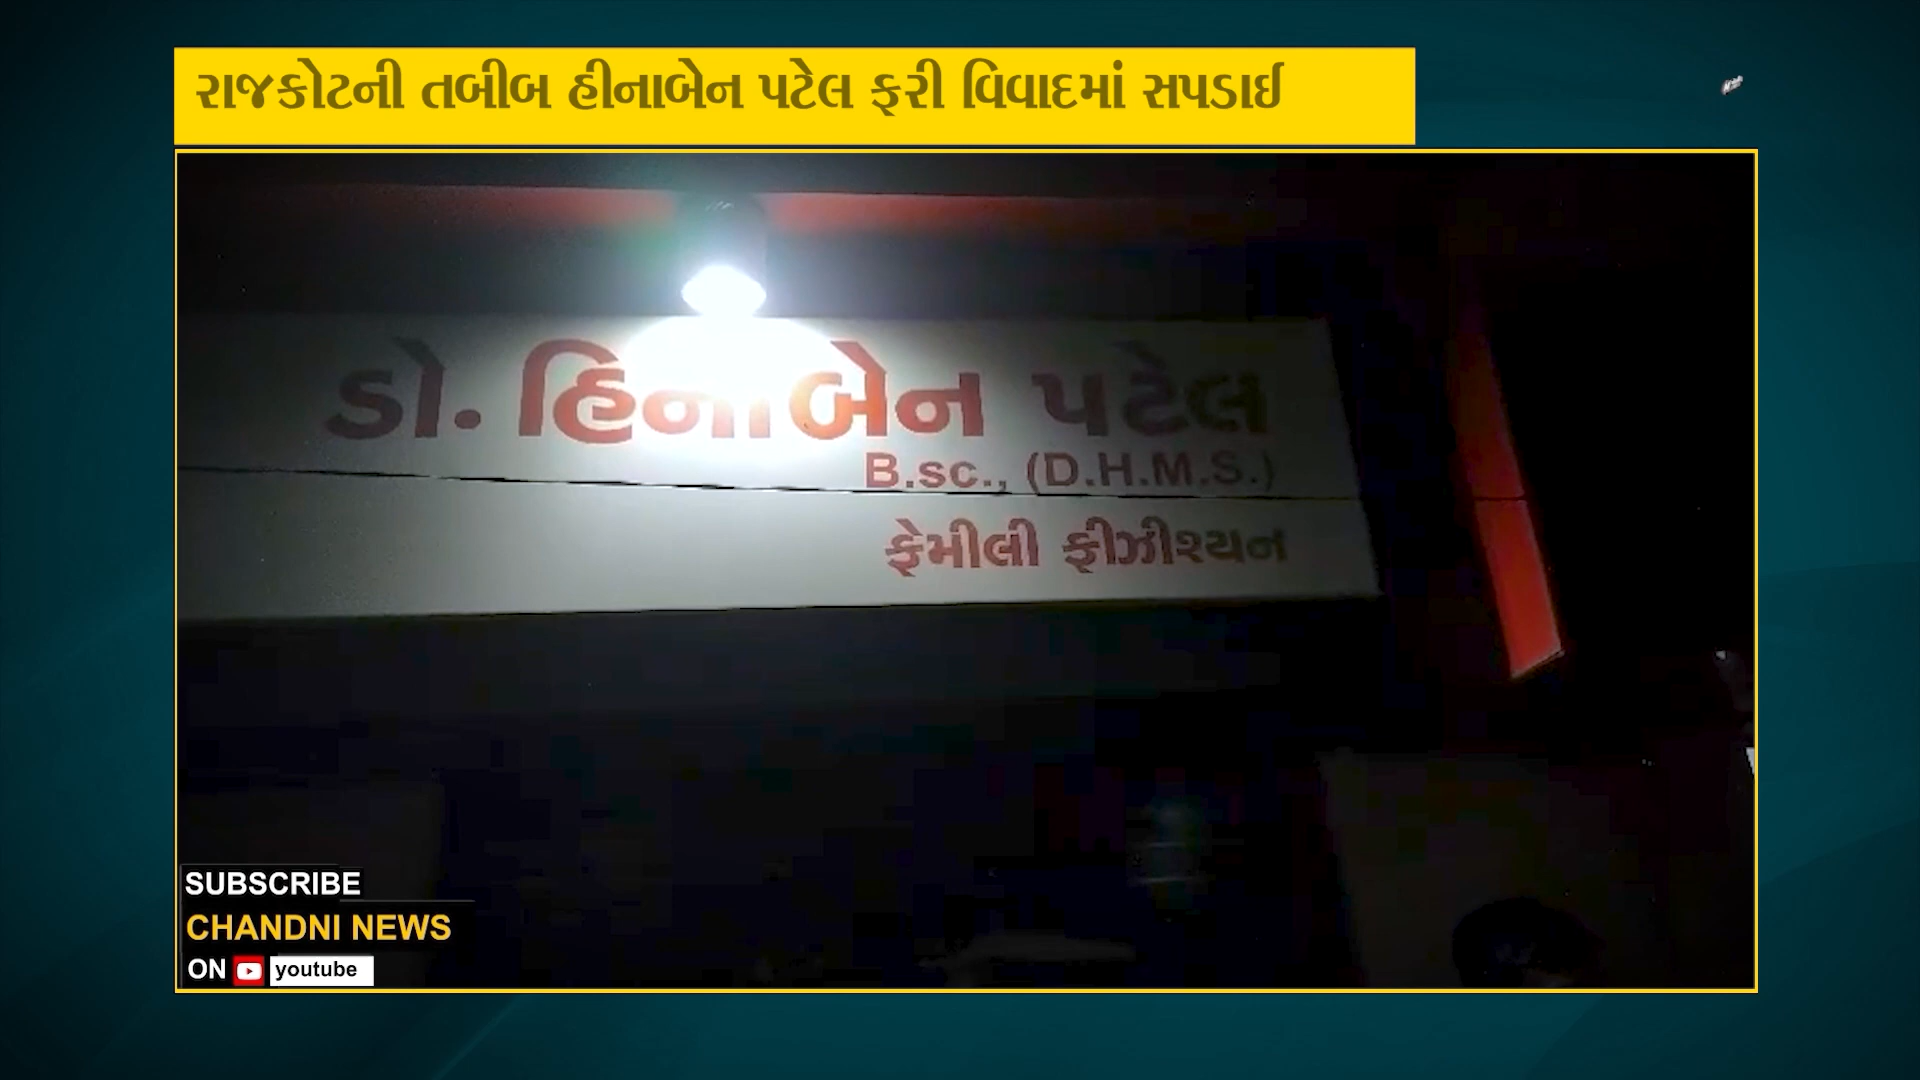 રાજકોટની તબીબ હીનાબેન પટેલ ફરી વિવાદમાં સપડાઈ
ડો. હિનાબેન પટેલ
B.sc., (D.H.M.S.)
ફેમીલી ફીઝીશ્યન
SUBSCRIBE
CHANDNI NEWS
ON youtube